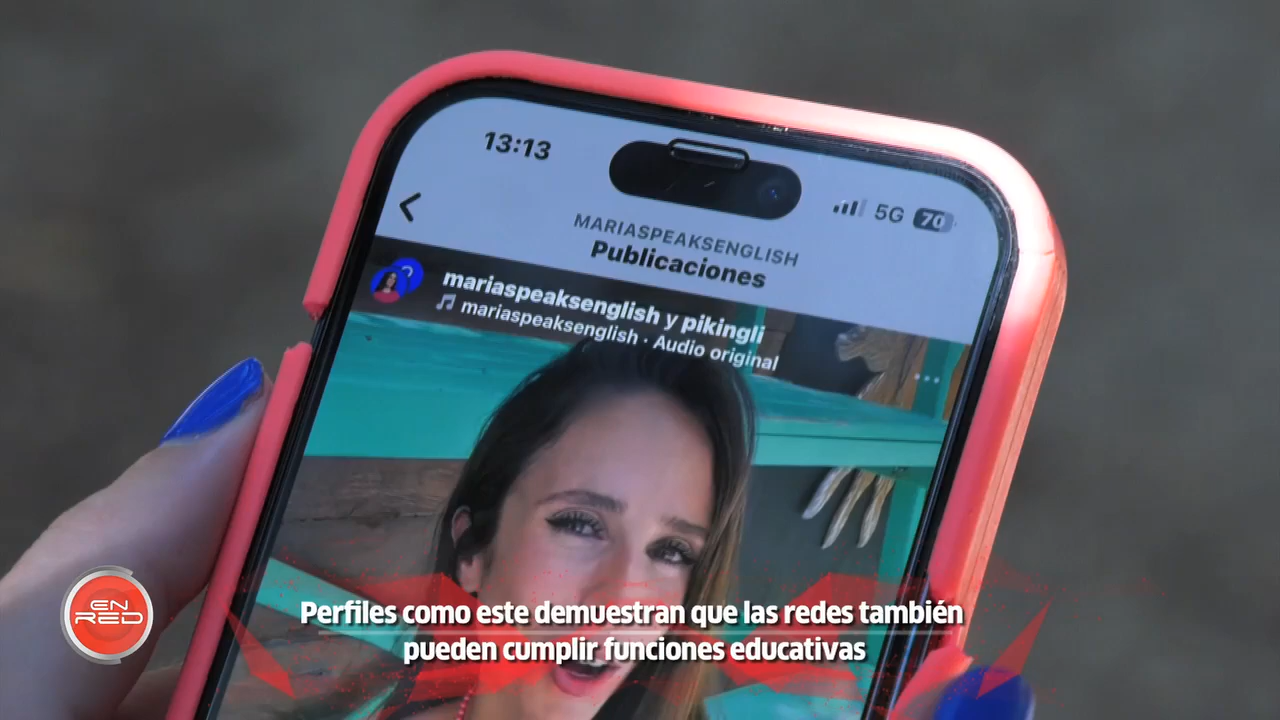 13:13
5G 70
MARIASPEAKSENGLISH
Publicaciones
mariaspeaksenglish y pikingli
mariaspeaksenglish · Audio original
EN
RED
Perfiles como este demuestran que las redes también
pueden cumplir funciones educativas